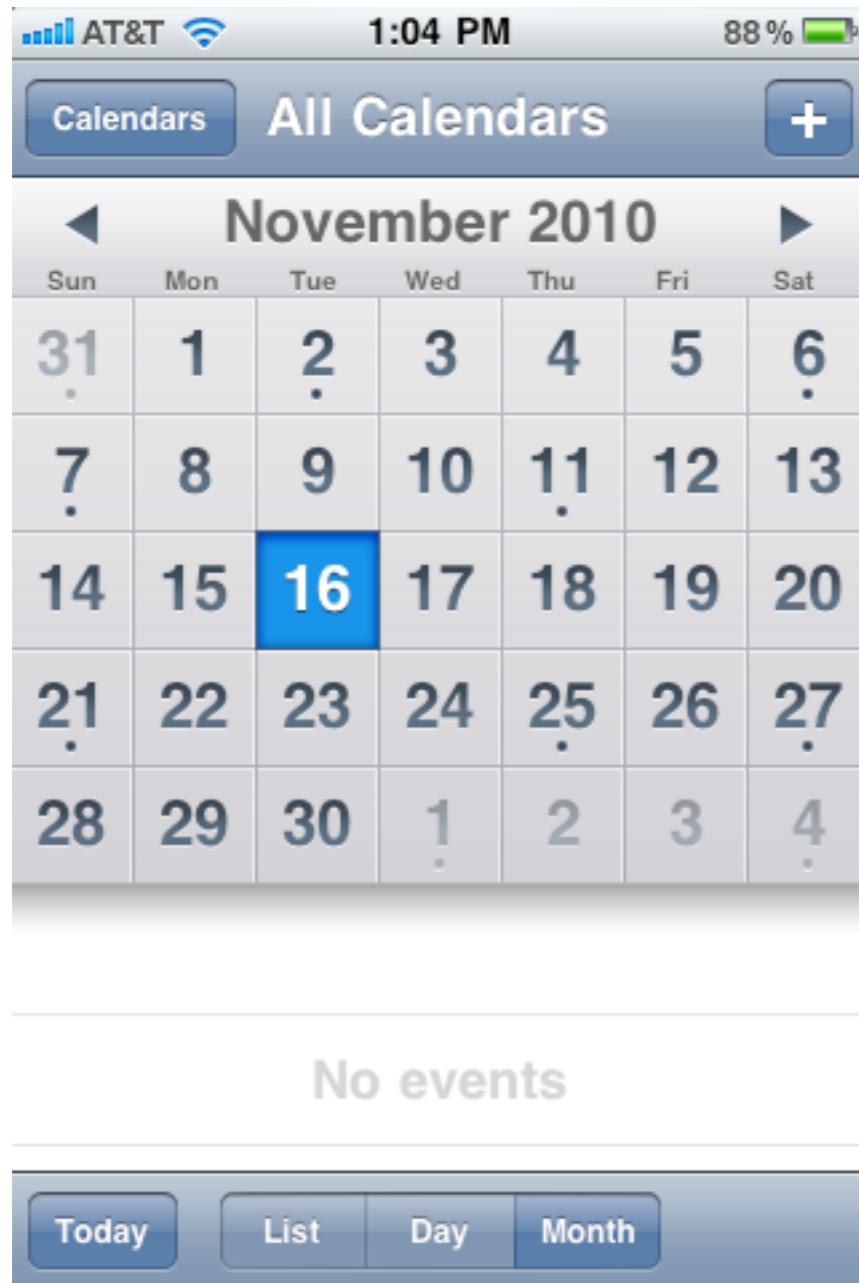 AT&T 1:04 PM 88%
Calendars All Calendars +
November 2010
Sun Mon Tue Wed Thu Fri Sat
31 1 2 3 4 5 6
7 8 9 10 11 12 13
14 15 16 17 18 19 20
21 22 23 24 25 26 27
28 29 30 1 2 3 4
No events
Today List Day Month